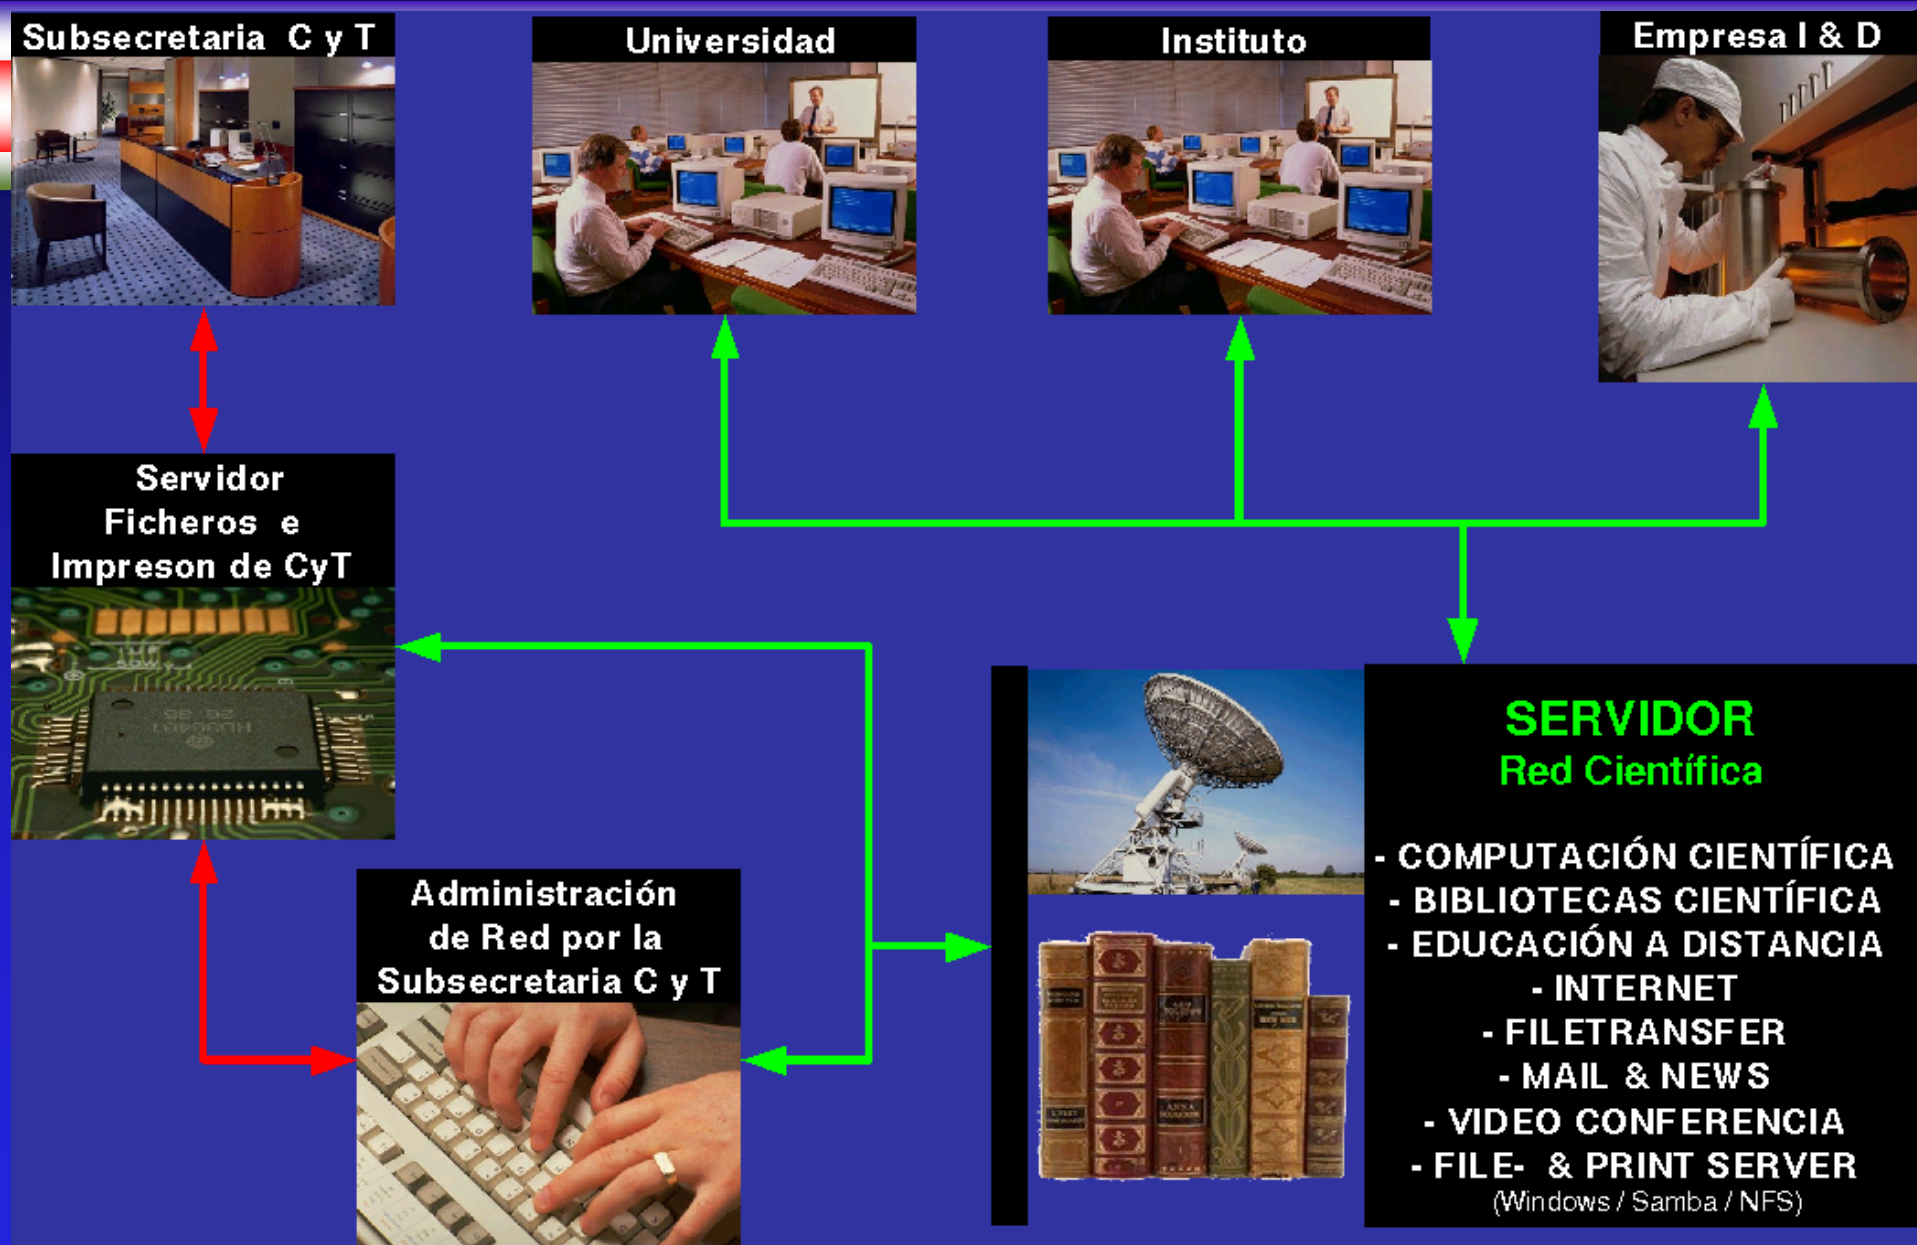 Subsecretaria C y T
Universidad
Instituto
Empresa I & D
Servidor
Ficheros e
Impreson de CyT
Administración
de Red por la
Subsecretaria C y T
SERVIDOR
Red Científica
- COMPUTACIÓN CIENTÍFICA
- BIBLIOTECAS CIENTÍFICA
- EDUCACIÓN A DISTANCIA
- INTERNET
- FILETRANSFER
- MAIL & NEWS
- VIDEO CONFERENCIA
- FILE- & PRINT SERVER
(Windows / Samba / NFS)